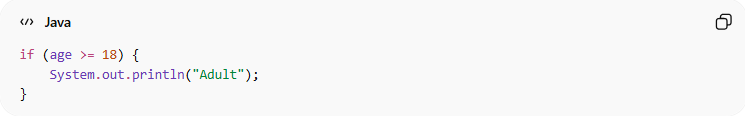 Java
if (age >= 18) {
    System.out.println("Adult");
}